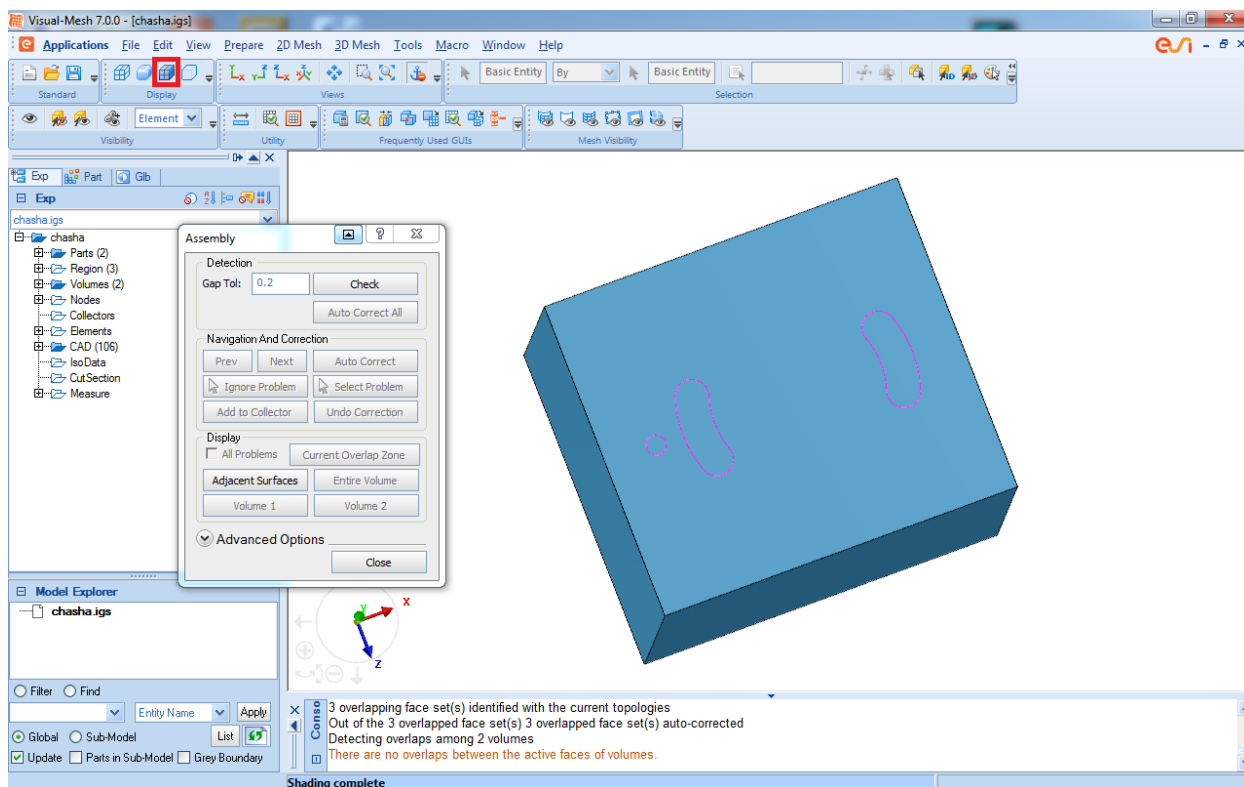 Visual-Mesh 7.0.0 - [chasha.igs]
Applications File Edit View Prepare 2D Mesh 3D Mesh Tools Macro Window Help
esi
Basic Entity By Basic Entity
Standard Display Views Selection
Element
Visibility Utility Frequently Used GUIs Mesh Visibility
Exp Part Glb
Exp
chasha.igs
chasha
Parts (2)
Region (3)
Volumes (2)
Nodes
Collectors
Elements
CAD (106)
IsoData
CutSection
Measure
Assembly
Detection
Gap Tol: 0.2 Check
Auto Correct All
Navigation And Correction
Prev Next Auto Correct
Ignore Problem Select Problem
Add to Collector Undo Correction
Display
All Problems Current Overlap Zone
Adjacent Surfaces Entire Volume
Volume 1 Volume 2
Advanced Options
Close
Model Explorer
chasha.igs
Filter Find
Entity Name Apply
Global Sub-Model List
Update Parts in Sub-Model Grey Boundary
X
Y
Z
Conso
3 overlapping face set(s) identified with the current topologies
Out of the 3 overlapped face set(s) 3 overlapped face set(s) auto-corrected
Detecting overlaps among 2 volumes
There are no overlaps between the active faces of volumes.
Shading complete